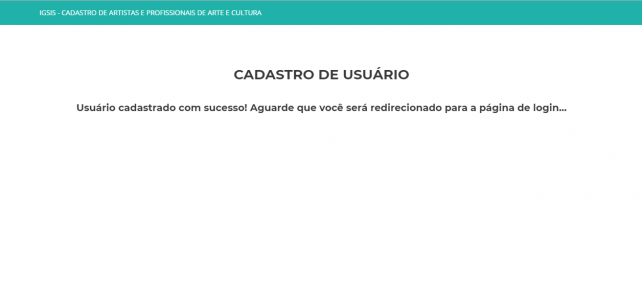 IGSIS - CADASTRO DE ARTISTAS E PROFISSIONAIS DE ARTE E CULTURA
CADASTRO DE USUÁRIO
Usuário cadastrado com sucesso! Aguarde que você será redirecionado para a página de login...